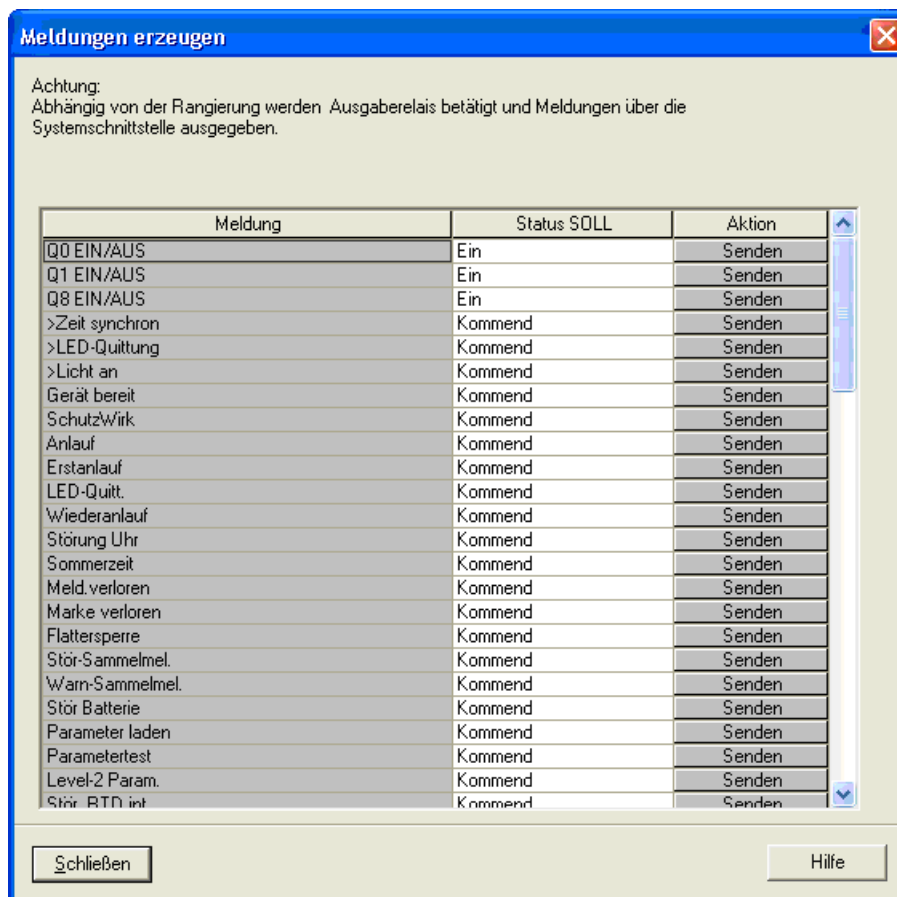 Meldungen erzeugen
Achtung:
Abhängig von der Rangierung werden Ausgaberelais betätigt und Meldungen über die
Systemschnittstelle ausgegeben.
Meldung Status SOLL Aktion
Q0 EIN/AUS Ein Senden
Q1 EIN/AUS Ein Senden
Q8 EIN/AUS Ein Senden
>Zeit synchron Kommend Senden
>LED-Quittung Kommend Senden
>Licht an Kommend Senden
Gerät bereit Kommend Senden
SchutzWirk Kommend Senden
Anlauf Kommend Senden
Erstanlauf Kommend Senden
LED-Quitt. Kommend Senden
Wiederanlauf Kommend Senden
Störung Uhr Kommend Senden
Sommerzeit Kommend Senden
Meld.verloren Kommend Senden
Marke verloren Kommend Senden
Flattersperre Kommend Senden
Stör-Sammelmel. Kommend Senden
Warn-Sammelmel. Kommend Senden
Stör Batterie Kommend Senden
Parameter laden Kommend Senden
Parametertest Kommend Senden
Level-2 Param. Kommend Senden
Stör. RTD int Kommend Senden
Schließen Hilfe